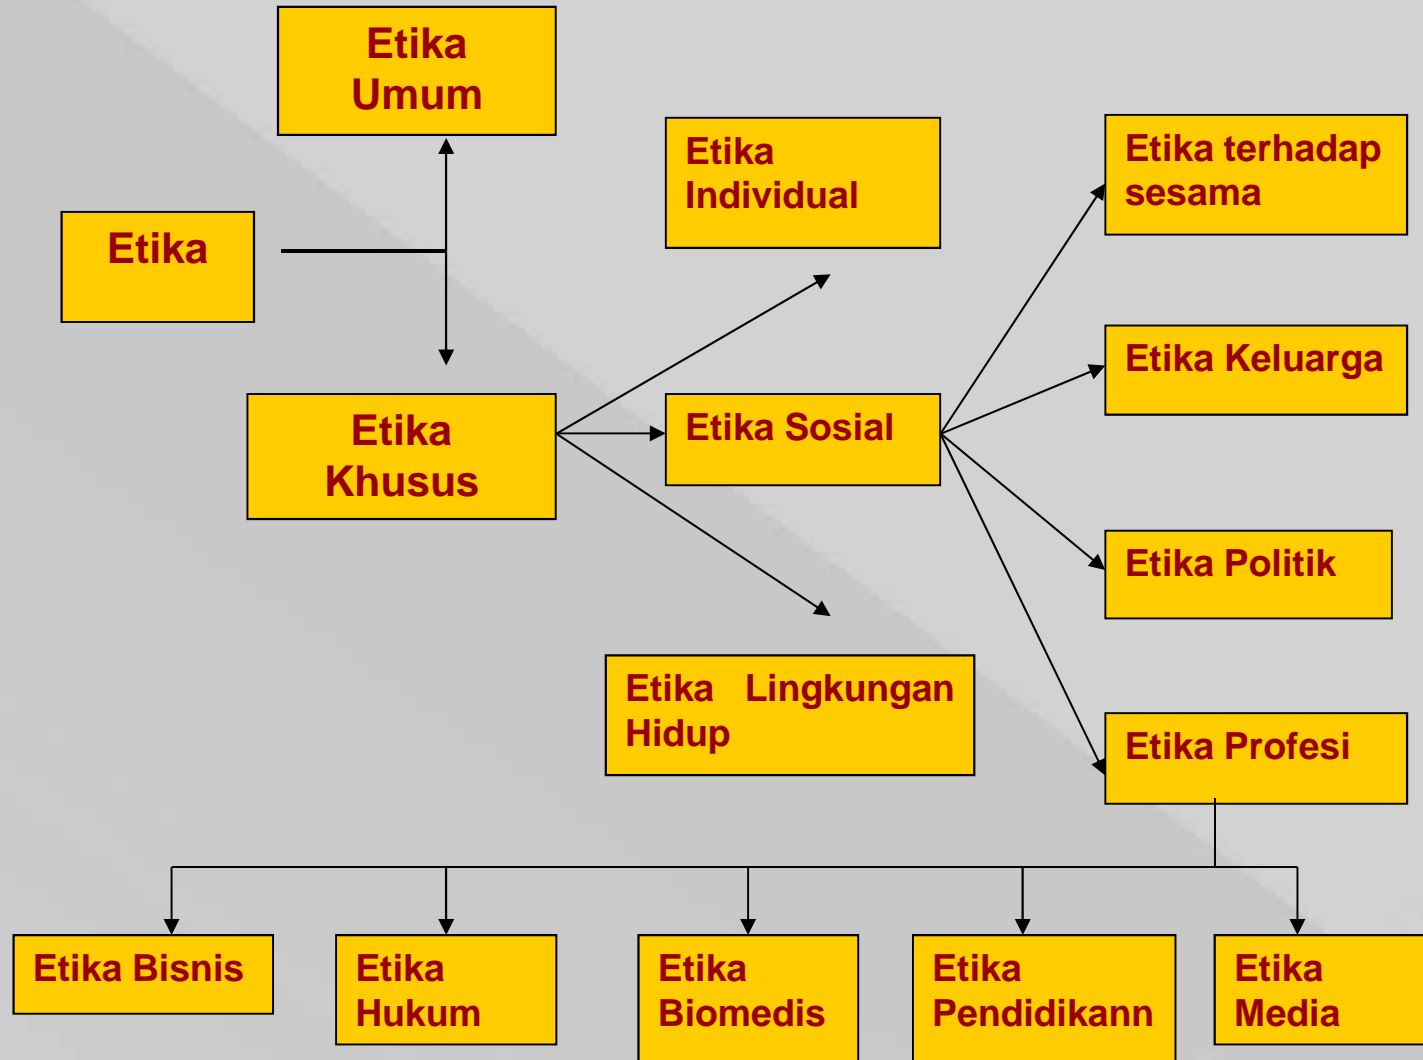 Etika
Umum
Etika
Individual
Etika terhadap
sesama
Etika
Etika Keluarga
Etika
Khusus
Etika Sosial
Etika Politik
Etika Lingkungan
Hidup
Etika Profesi
Etika Bisnis
Etika
Hukum
Etika
Biomedis
Etika
Pendidikann
Etika
Media